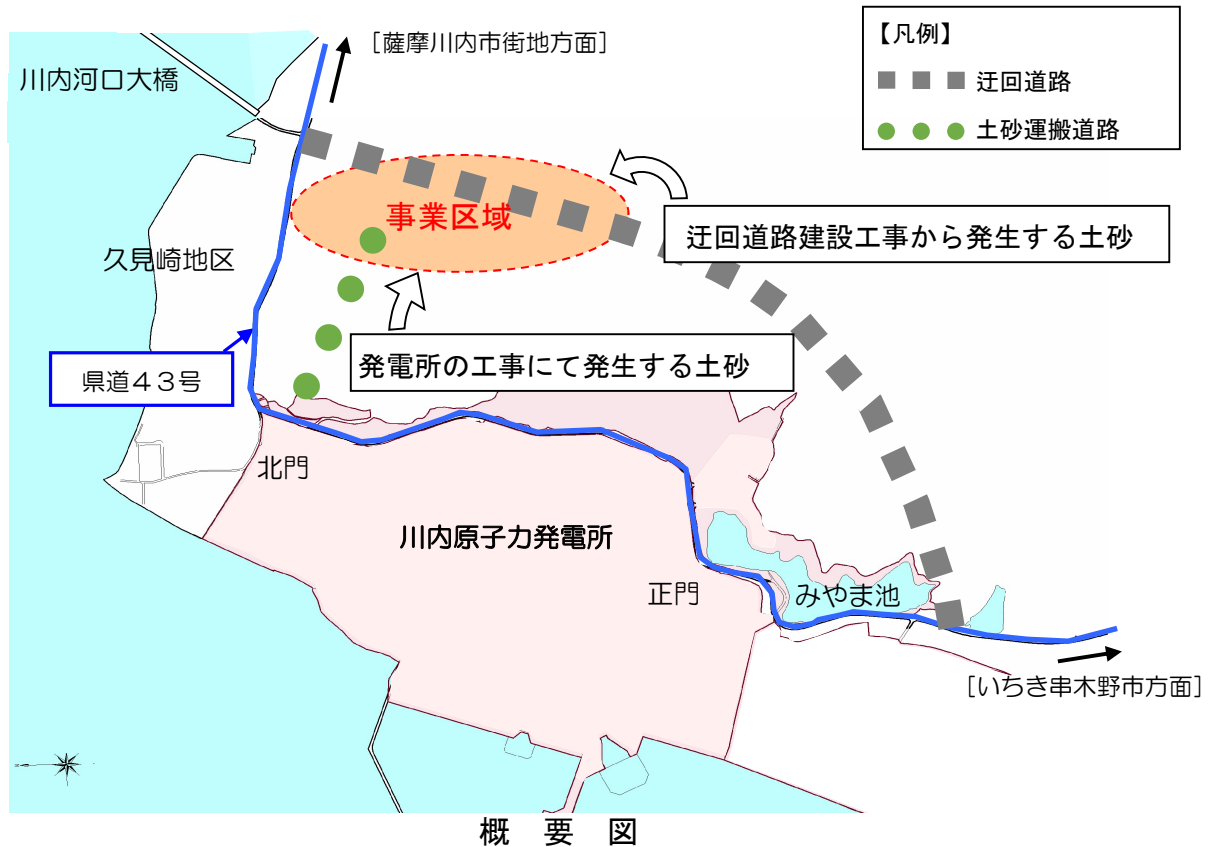 【凡例】
迂回道路
土砂運搬道路
[薩摩川内市街地方面]
川内河口大橋
事業区域
迂回道路建設工事から発生する土砂
久見崎地区
発電所の工事にて発生する土砂
県道４３号
北門
川内原子力発電所
正門
みやま池
[いちき串木野市方面]
概　要　図